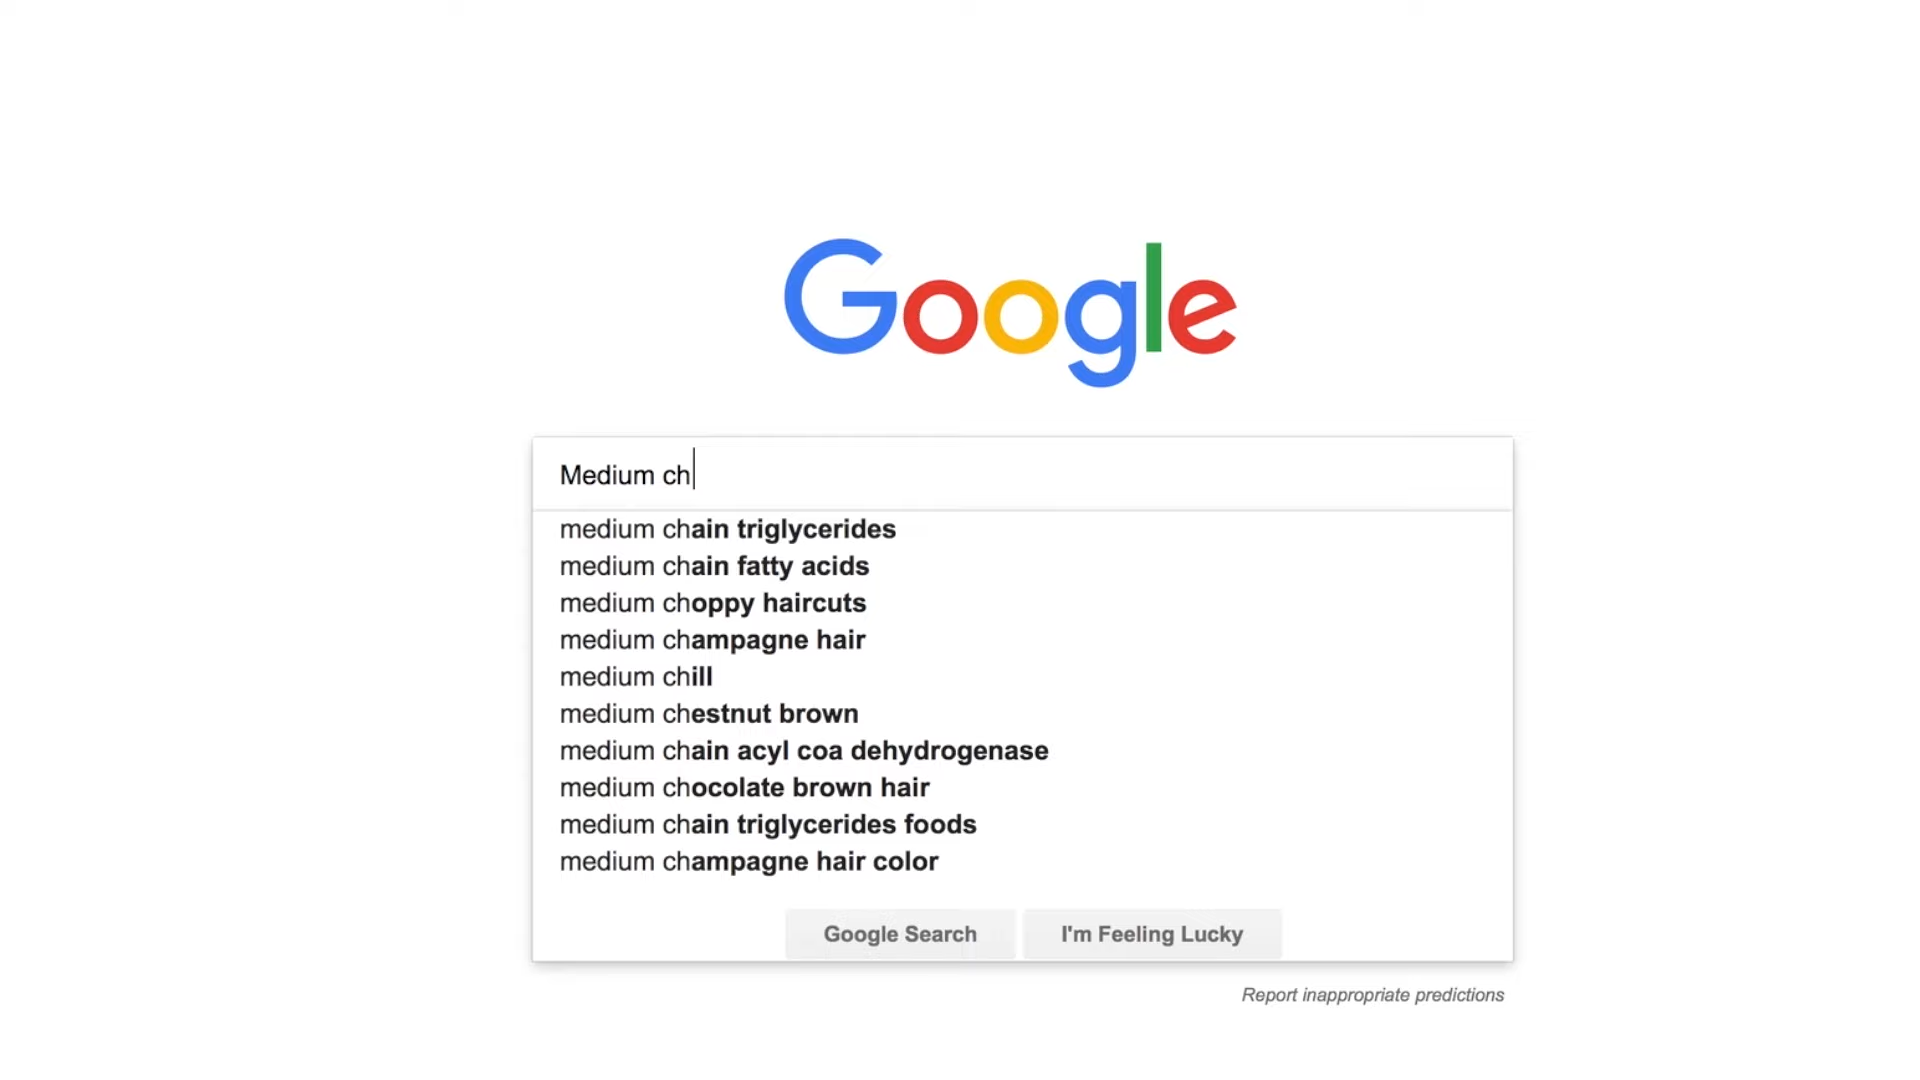 Google
Medium ch
medium chain triglycerides
medium chain fatty acids
medium choppy haircuts
medium champagne hair
medium chill
medium chestnut brown
medium chain acyl coa dehydrogenase
medium chocolate brown hair
medium chain triglycerides foods
medium champagne hair color
Google Search I'm Feeling Lucky
Report inappropriate predictions